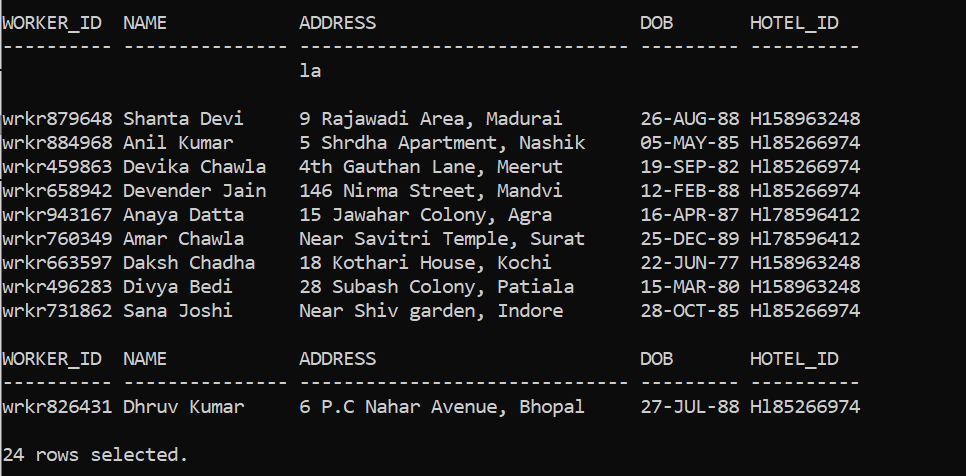 WORKER_ID  NAME            ADDRESS                        DOB       HOTEL_ID
---------- --------------- ------------------------------ --------- ----------
                           la
wrkr879648 Shanta Devi     9 Rajawadi Area, Madurai       26-AUG-88 H158963248
wrkr884968 Anil Kumar      5 Shrdha Apartment, Nashik     05-MAY-85 Hl85266974
wrkr459863 Devika Chawla   4th Gauthan Lane, Meerut       19-SEP-82 Hl85266974
wrkr658942 Devender Jain   146 Nirma Street, Mandvi       12-FEB-88 Hl85266974
wrkr943167 Anaya Datta     15 Jawahar Colony, Agra        16-APR-87 Hl78596412
wrkr760349 Amar Chawla     Near Savitri Temple, Surat     25-DEC-89 Hl78596412
wrkr663597 Daksh Chadha    18 Kothari House, Kochi        22-JUN-77 H158963248
wrkr496283 Divya Bedi      28 Subash Colony, Patiala      15-MAR-80 H158963248
wrkr731862 Sana Joshi      Near Shiv garden, Indore       28-OCT-85 Hl85266974
WORKER_ID  NAME            ADDRESS                        DOB       HOTEL_ID
---------- --------------- ------------------------------ --------- ----------
wrkr826431 Dhruv Kumar     6 P.C Nahar Avenue, Bhopal     27-JUL-88 Hl85266974
24 rows selected.